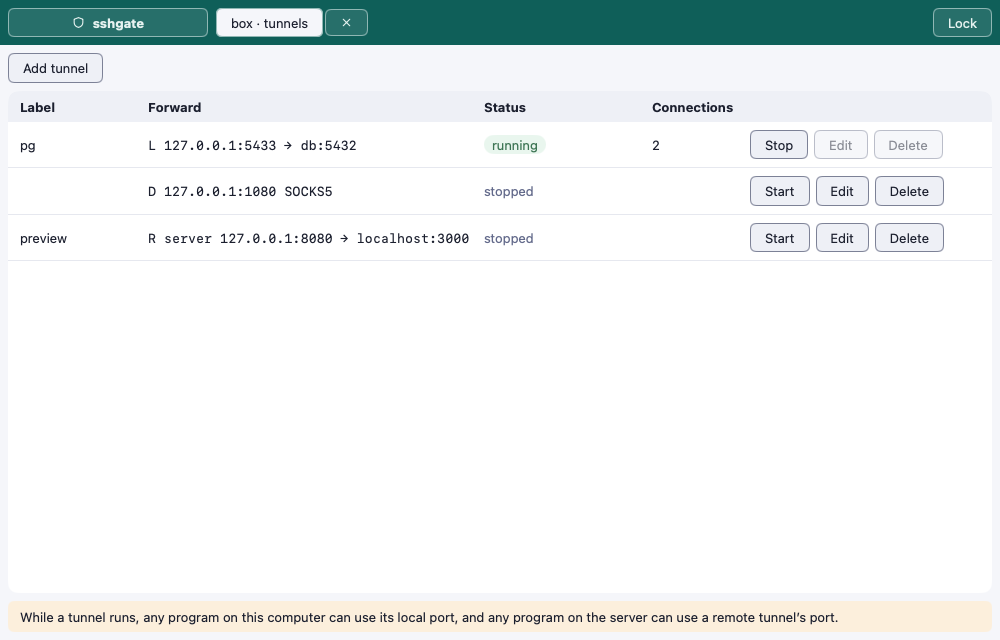 sshgate box · tunnels × Lock
Add tunnel
Label Forward Status Connections
pg L 127.0.0.1:5433 → db:5432 running 2 Stop Edit Delete
D 127.0.0.1:1080 SOCKS5 stopped Start Edit Delete
preview R server 127.0.0.1:8080 → localhost:3000 stopped Start Edit Delete
While a tunnel runs, any program on this computer can use its local port, and any program on the server can use a remote tunnel's port.